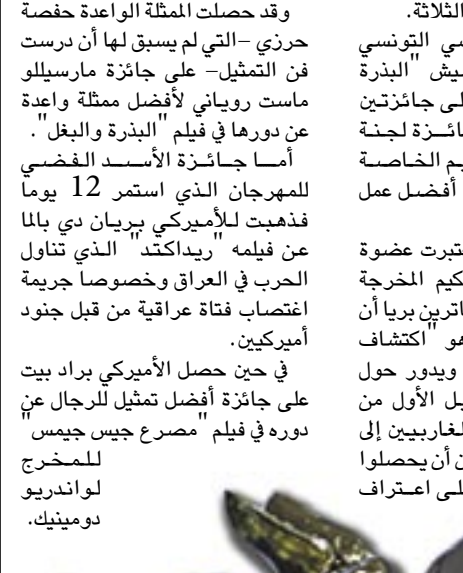 الثلاثة.
سي التونسي
يش "البذرة
لى جائزتين
ائزة لجنة
يم الخاصة
أفضل عمل
تبرت عضوة
كيم المخرجة
اترين بريا أن
هو "اكتشاف
ويدور حول
يل الأول من
لغاربيين إلى
ن أن يحصلوا
لى اعتراف
وقد حصلت الممثلة الواعدة حفصة
حرزي –التي لم يسبق لها أن درست
فن التمثيل– على جائزة مارسيللو
ماست روياني لأفضل ممثلة واعدة
عن دورها في فيلم "البذرة والبغل".
أما جائزة الأسد الفضي
للمهرجان الذي استمر 12 يوما
فذهبت للأميركي بريان دي بالما
عن فيلمه "ريداكتد" الذي تناول
الحرب في العراق وخصوصا جريمة
اغتصاب فتاة عراقية من قبل جنود
أميركيين.
في حين حصل الأميركي براد بيت
على جائزة أفضل تمثيل للرجال عن
دوره في فيلم "مصرع جيس جيمس"
للمخرج
لواندريو
دومينيك.